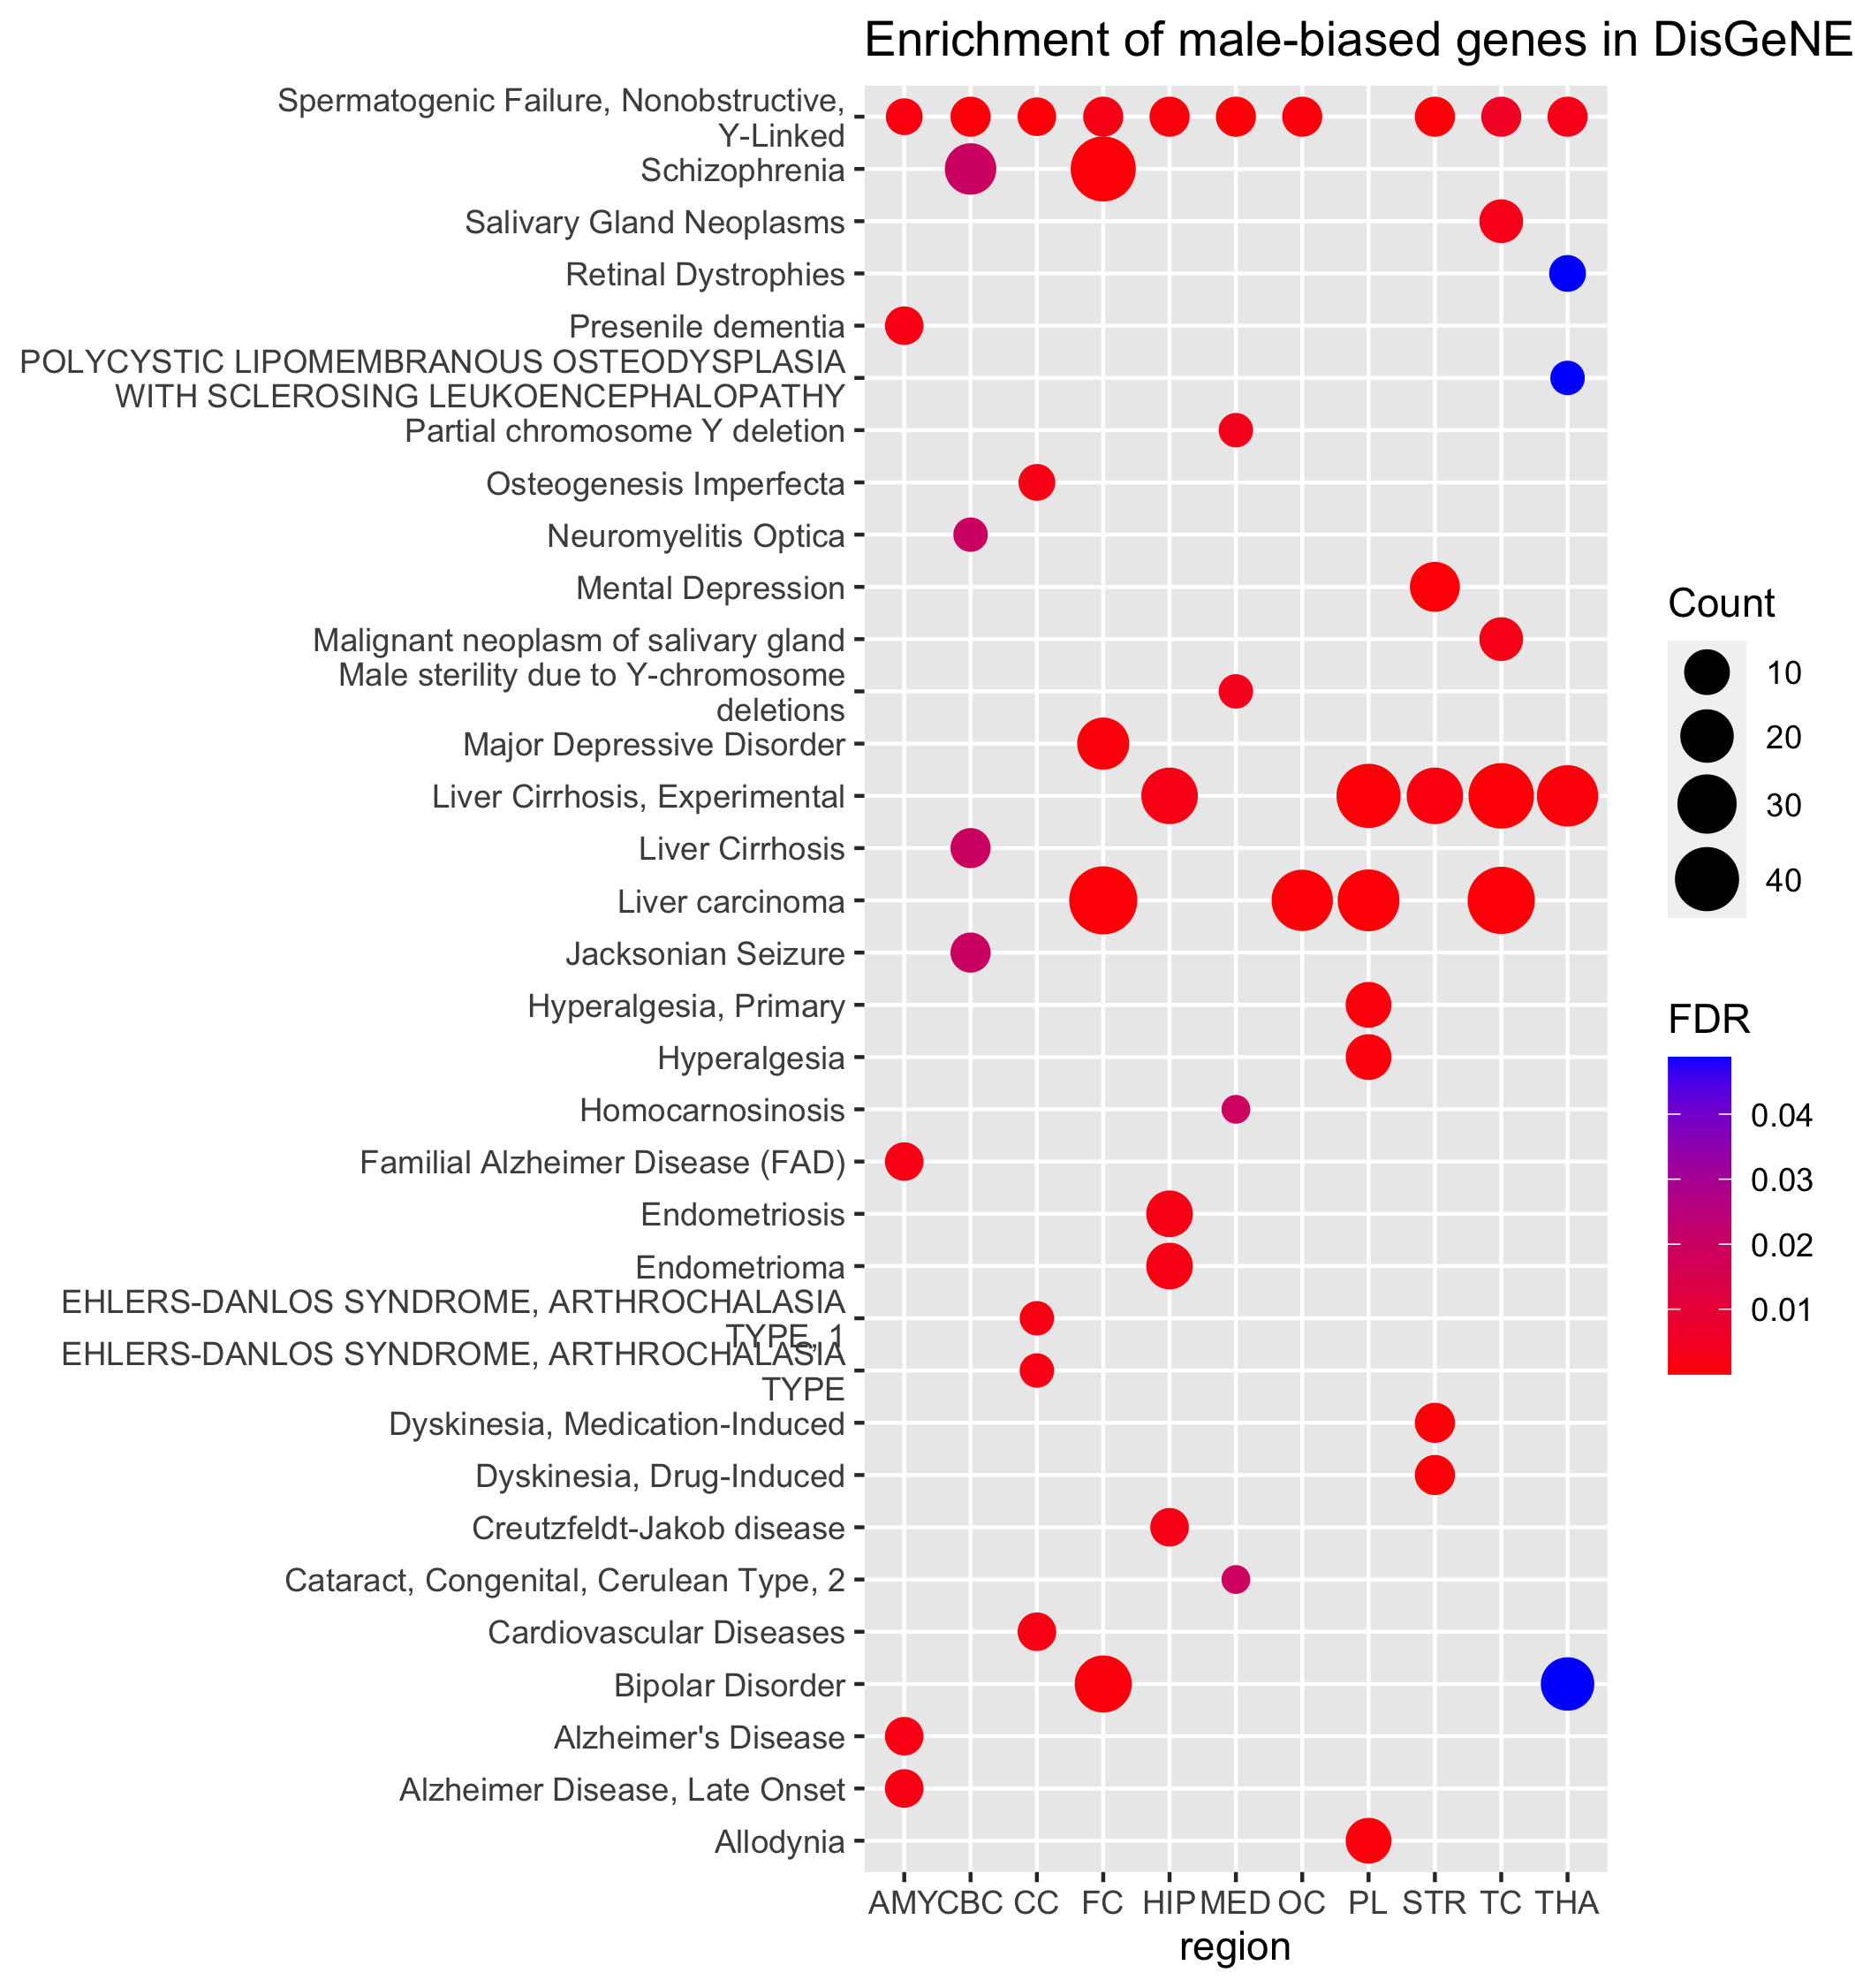 Enrichment of male-biased genes in DisGeNE
Spermatogenic Failure, Nonobstructive,
Y-Linked
Schizophrenia
Salivary Gland Neoplasms
Retinal Dystrophies
Presenile dementia
POLYCYSTIC LIPOMEMBRANOUS OSTEODYSPLASIA
WITH SCLEROSING LEUKOENCEPHALOPATHY
Partial chromosome Y deletion
Osteogenesis Imperfecta
Neuromyelitis Optica
Mental Depression
Malignant neoplasm of salivary gland
Male sterility due to Y-chromosome
deletions
Major Depressive Disorder
Liver Cirrhosis, Experimental
Liver Cirrhosis
Liver carcinoma
Jacksonian Seizure
Hyperalgesia, Primary
Hyperalgesia
Homocarnosinosis
Familial Alzheimer Disease (FAD)
Endometriosis
Endometrioma
EHLERS-DANLOS SYNDROME, ARTHROCHALASIA
TYPE, 1
EHLERS-DANLOS SYNDROME, ARTHROCHALASIA
TYPE
Dyskinesia, Medication-Induced
Dyskinesia, Drug-Induced
Creutzfeldt-Jakob disease
Cataract, Congenital, Cerulean Type, 2
Cardiovascular Diseases
Bipolar Disorder
Alzheimer's Disease
Alzheimer Disease, Late Onset
Allodynia
AMY CBC CC FC HIP MED OC PL STR TC THA
region
Count
10
20
30
40
FDR
0.04
0.03
0.02
0.01